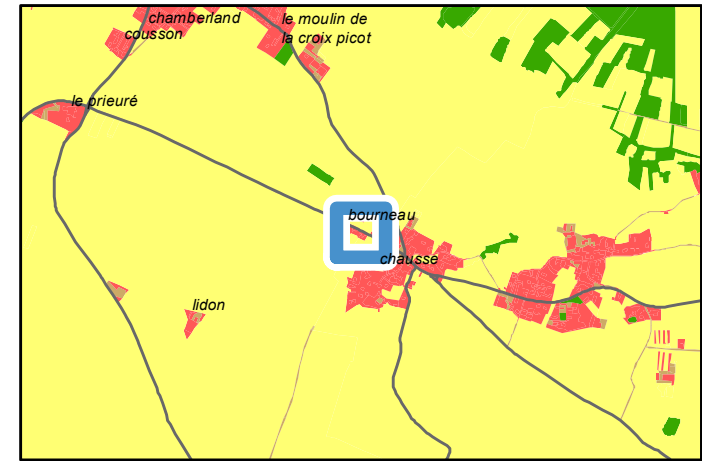 chamberland
le moulin de
la croix picot
cousson
le prieuré
bourneau
chausse
lidon